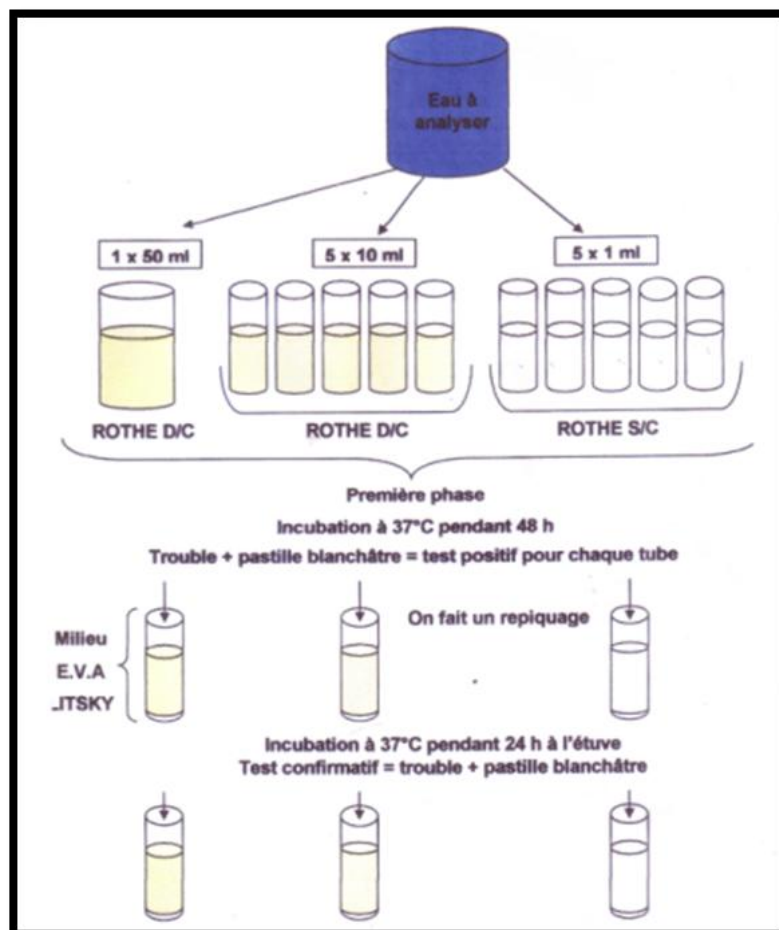 Eau à
analyser
1 x 50 ml
5 x 10 ml
5 x 1 ml
ROTHE D/C
ROTHE D/C
ROTHE S/C
Première phase
Incubation à 37°C pendant 48 h
Trouble + pastille blanchâtre = test positif pour chaque tube
On fait un repiquage
Milieu
E.V.A
.ITSKY
Incubation à 37°C pendant 24 h à l'étuve
Test confirmatif = trouble + pastille blanchâtre